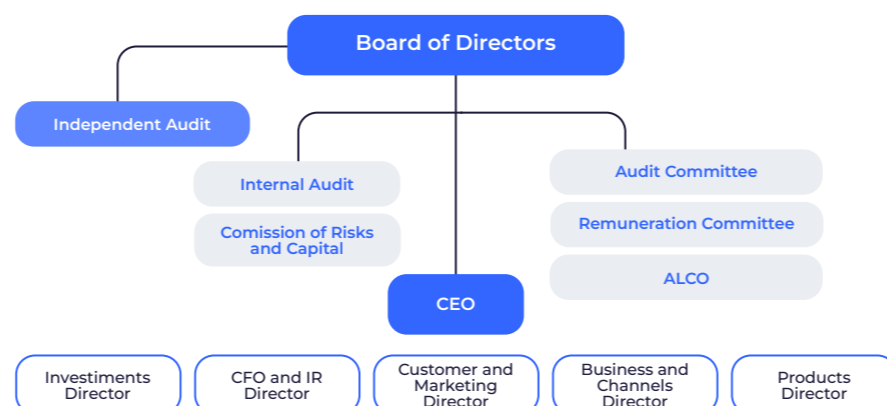 Board of Directors
Independent Audit
Internal Audit
Comission of Risks
and Capital
Audit Committee
Remuneration Committee
ALCO
CEO
Investiments
Director
CFO and IR
Director
Customer and
Marketing
Director
Business and
Channels
Director
Products
Director